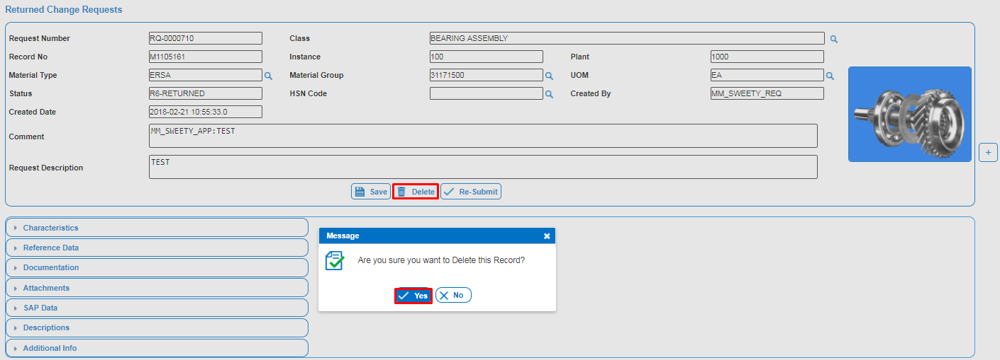 Returned Change Requests
Request Number RQ-0000710 Class BEARING ASSEMBLY
Record No M1105161 Instance 100 Plant 1000
Material Type ERSA Material Group 31171500 UOM EA
Status R6-RETURNED HSN Code Created By MM_SWEETY_REQ
Created Date 2018-02-21 10:55:33.0
Comment MM_SWEETY_APP:TEST
Request Description TEST
+
Save Delete Re-Submit
Characteristics
Reference Data
Documentation
Attachments
SAP Data
Descriptions
Additional Info
Message
Are you sure you want to Delete this Record?
Yes No